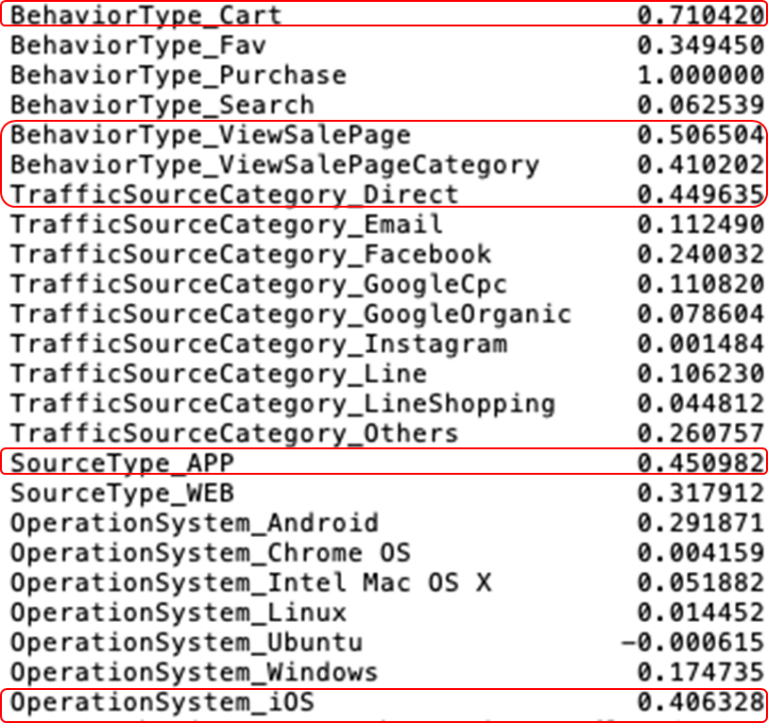 BehaviorType_Cart 0.710420
BehaviorType_Fav 0.349450
BehaviorType_Purchase 1.000000
BehaviorType_Search 0.062539
BehaviorType_ViewSalePage 0.506504
BehaviorType_ViewSalePageCategory 0.410202
TrafficSourceCategory_Direct 0.449635
TrafficSourceCategory_Email 0.112490
TrafficSourceCategory_Facebook 0.240032
TrafficSourceCategory_GoogleCpc 0.110820
TrafficSourceCategory_GoogleOrganic 0.078604
TrafficSourceCategory_Instagram 0.001484
TrafficSourceCategory_Line 0.106230
TrafficSourceCategory_LineShopping 0.044812
TrafficSourceCategory_Others 0.260757
SourceType_APP 0.450982
SourceType_WEB 0.317912
OperationSystem_Android 0.291871
OperationSystem_Chrome OS 0.004159
OperationSystem_Intel Mac OS X 0.051882
OperationSystem_Linux 0.014452
OperationSystem_Ubuntu −0.000615
OperationSystem_Windows 0.174735
OperationSystem_iOS 0.406328